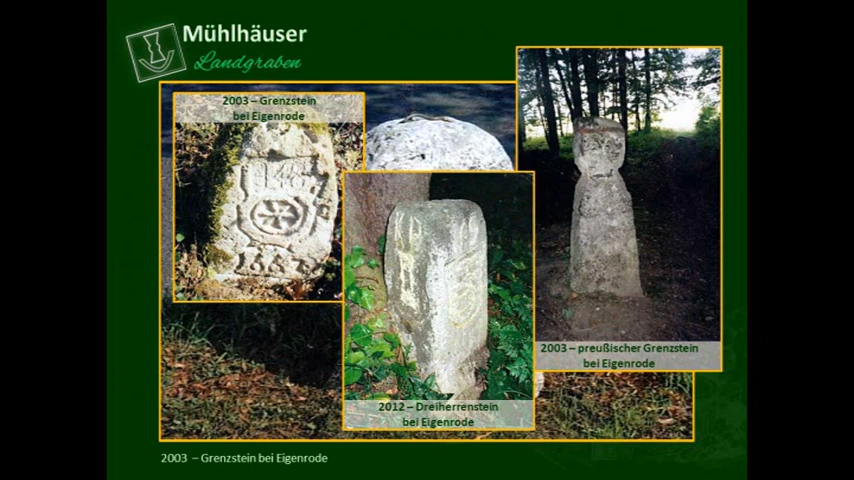 Mühlhäuser
Landgraben
2003 – Grenzstein
bei Eigenrode
2003 – preußischer Grenzstein
bei Eigenrode
2012 – Dreiherrenstein
bei Eigenrode
2003 – Grenzstein bei Eigenrode